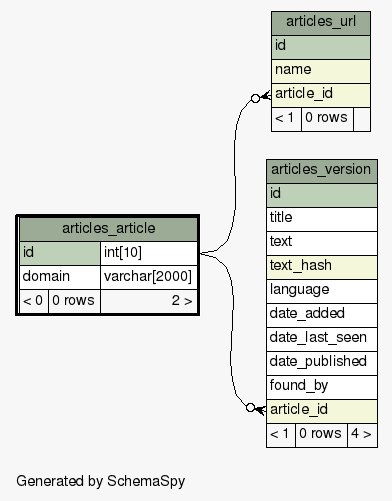 articles_url
id
name
article_id
< 1 0 rows
articles_version
id
title
text
text_hash
language
date_added
date_last_seen
date_published
found_by
article_id
< 1 0 rows 4 >
articles_article
id int[10]
domain varchar[2000]
< 0 0 rows 2 >
Generated by SchemaSpy